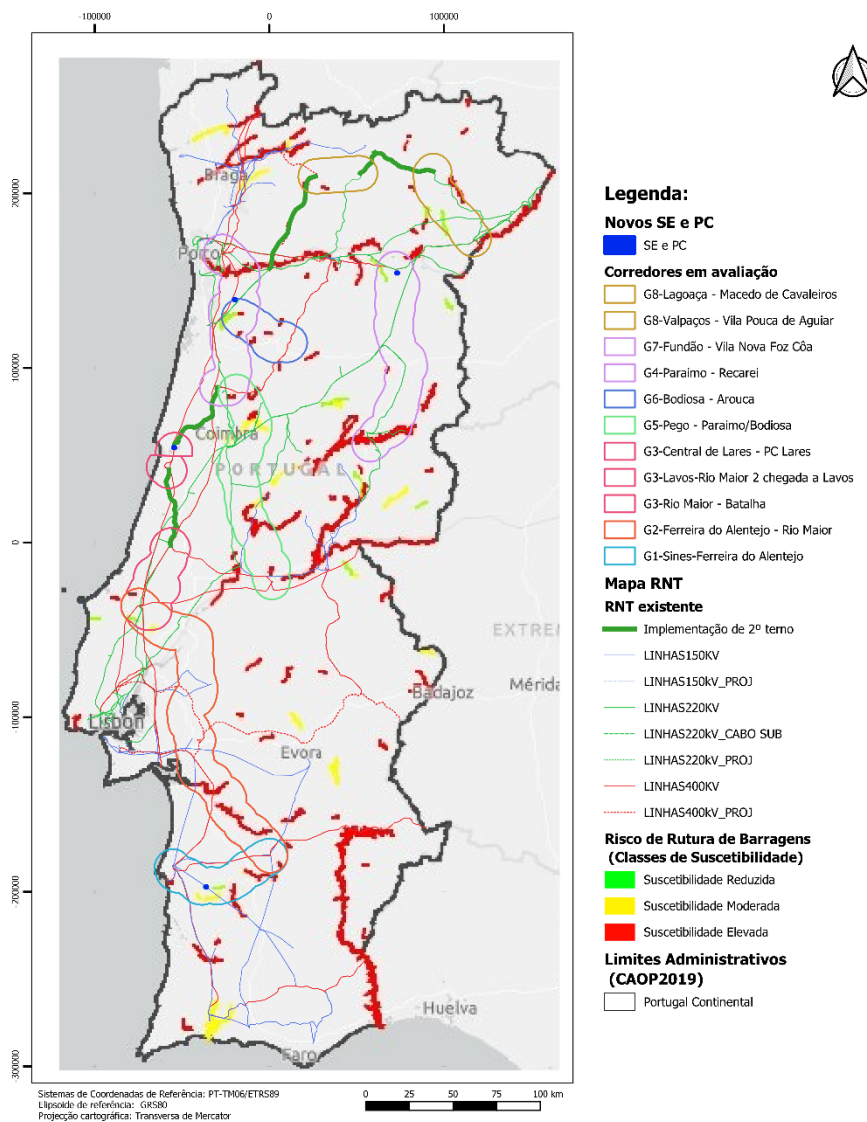 -100000
0
100000
200000
100000
0
-100000
-200000
-300000
Braga
Porto
Coimbra
PORTUGAL
EXTREM
Badajoz
Mérida
Lisbon
Evora
Huelva
Faro
Legenda:
Novos SE e PC
SE e PC
Corredores em avaliação
G8-Lagoaça - Macedo de Cavaleiros
G8-Valpaços - Vila Pouca de Aguiar
G7-Fundão - Vila Nova Foz Côa
G4-Paraimo - Recarei
G6-Bodiosa - Arouca
G5-Pego - Paraimo/Bodiosa
G3-Central de Lares - PC Lares
G3-Lavos-Rio Maior 2 chegada a Lavos
G3-Rio Maior - Batalha
G2-Ferreira do Alentejo - Rio Maior
G1-Sines-Ferreira do Alentejo
Mapa RNT
RNT existente
Implementação de 2º terno
LINHAS150KV
LINHAS150kV_PROJ
LINHAS220KV
LINHAS220kV_CABO SUB
LINHAS220kV_PROJ
LINHAS400KV
LINHAS400kV_PROJ
Risco de Rutura de Barragens
(Classes de Suscetibilidade)
Suscetibilidade Reduzida
Suscetibilidade Moderada
Suscetibilidade Elevada
Limites Administrativos
(CAOP2019)
Portugal Continental
Sistemas de Coordenadas de Referência: PT-TM06/ETRS89
Elipsoide de referência: GRS80
Projecção cartográfica: Transversa de Mercator
0 25 50 75 100 km